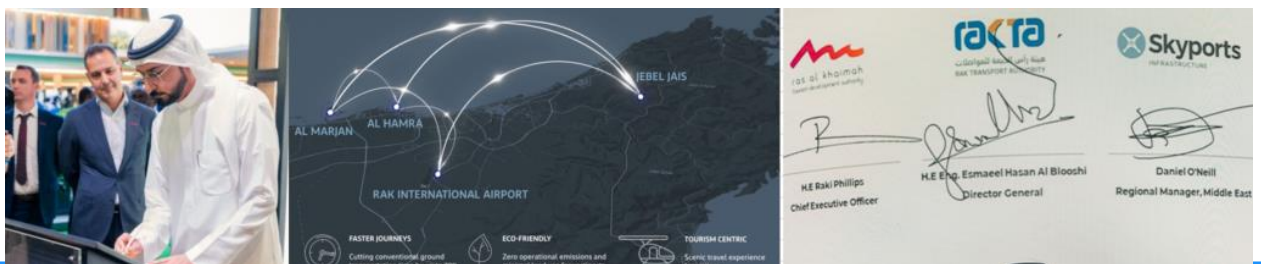 JEBEL JAIS
AL MARJAN
AL HAMRA
RAK INTERNATIONAL AIRPORT
FASTER JOURNEYS
Cutting conventional ground
ECO-FRIENDLY
Zero operational emissions and
TOURISM CENTRIC
Scenic travel experience
ras al khaimah
tourism development authority
H.E Raki Phillips
Chief Executive Officer
rakta
هيئة رأس الخيمة للمواصلات
RAK TRANSPORT AUTHORITY
H.E Eng. Esmaeel Hasan Al Blooshi
Director General
Skyports
INFRASTRUCTURE
Daniel O'Neill
Regional Manager, Middle East